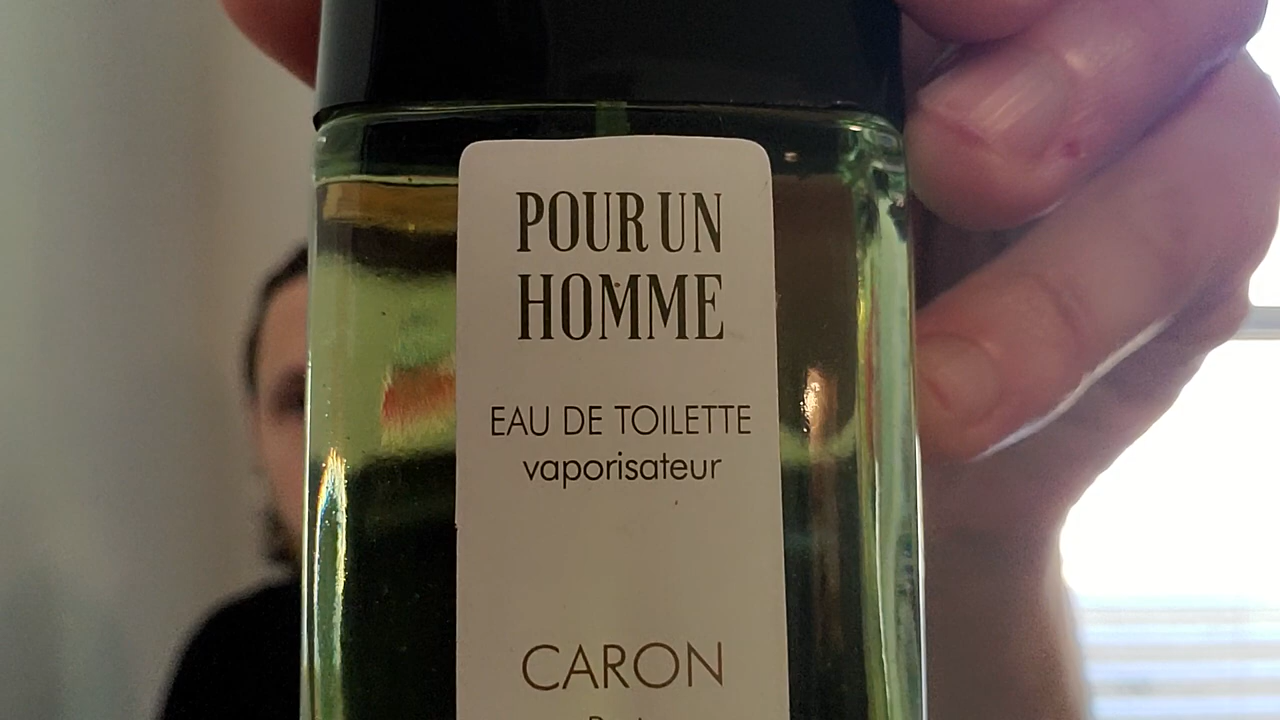 POUR UN
HOMME
EAU DE TOILETTE
vaporisateur
CARON